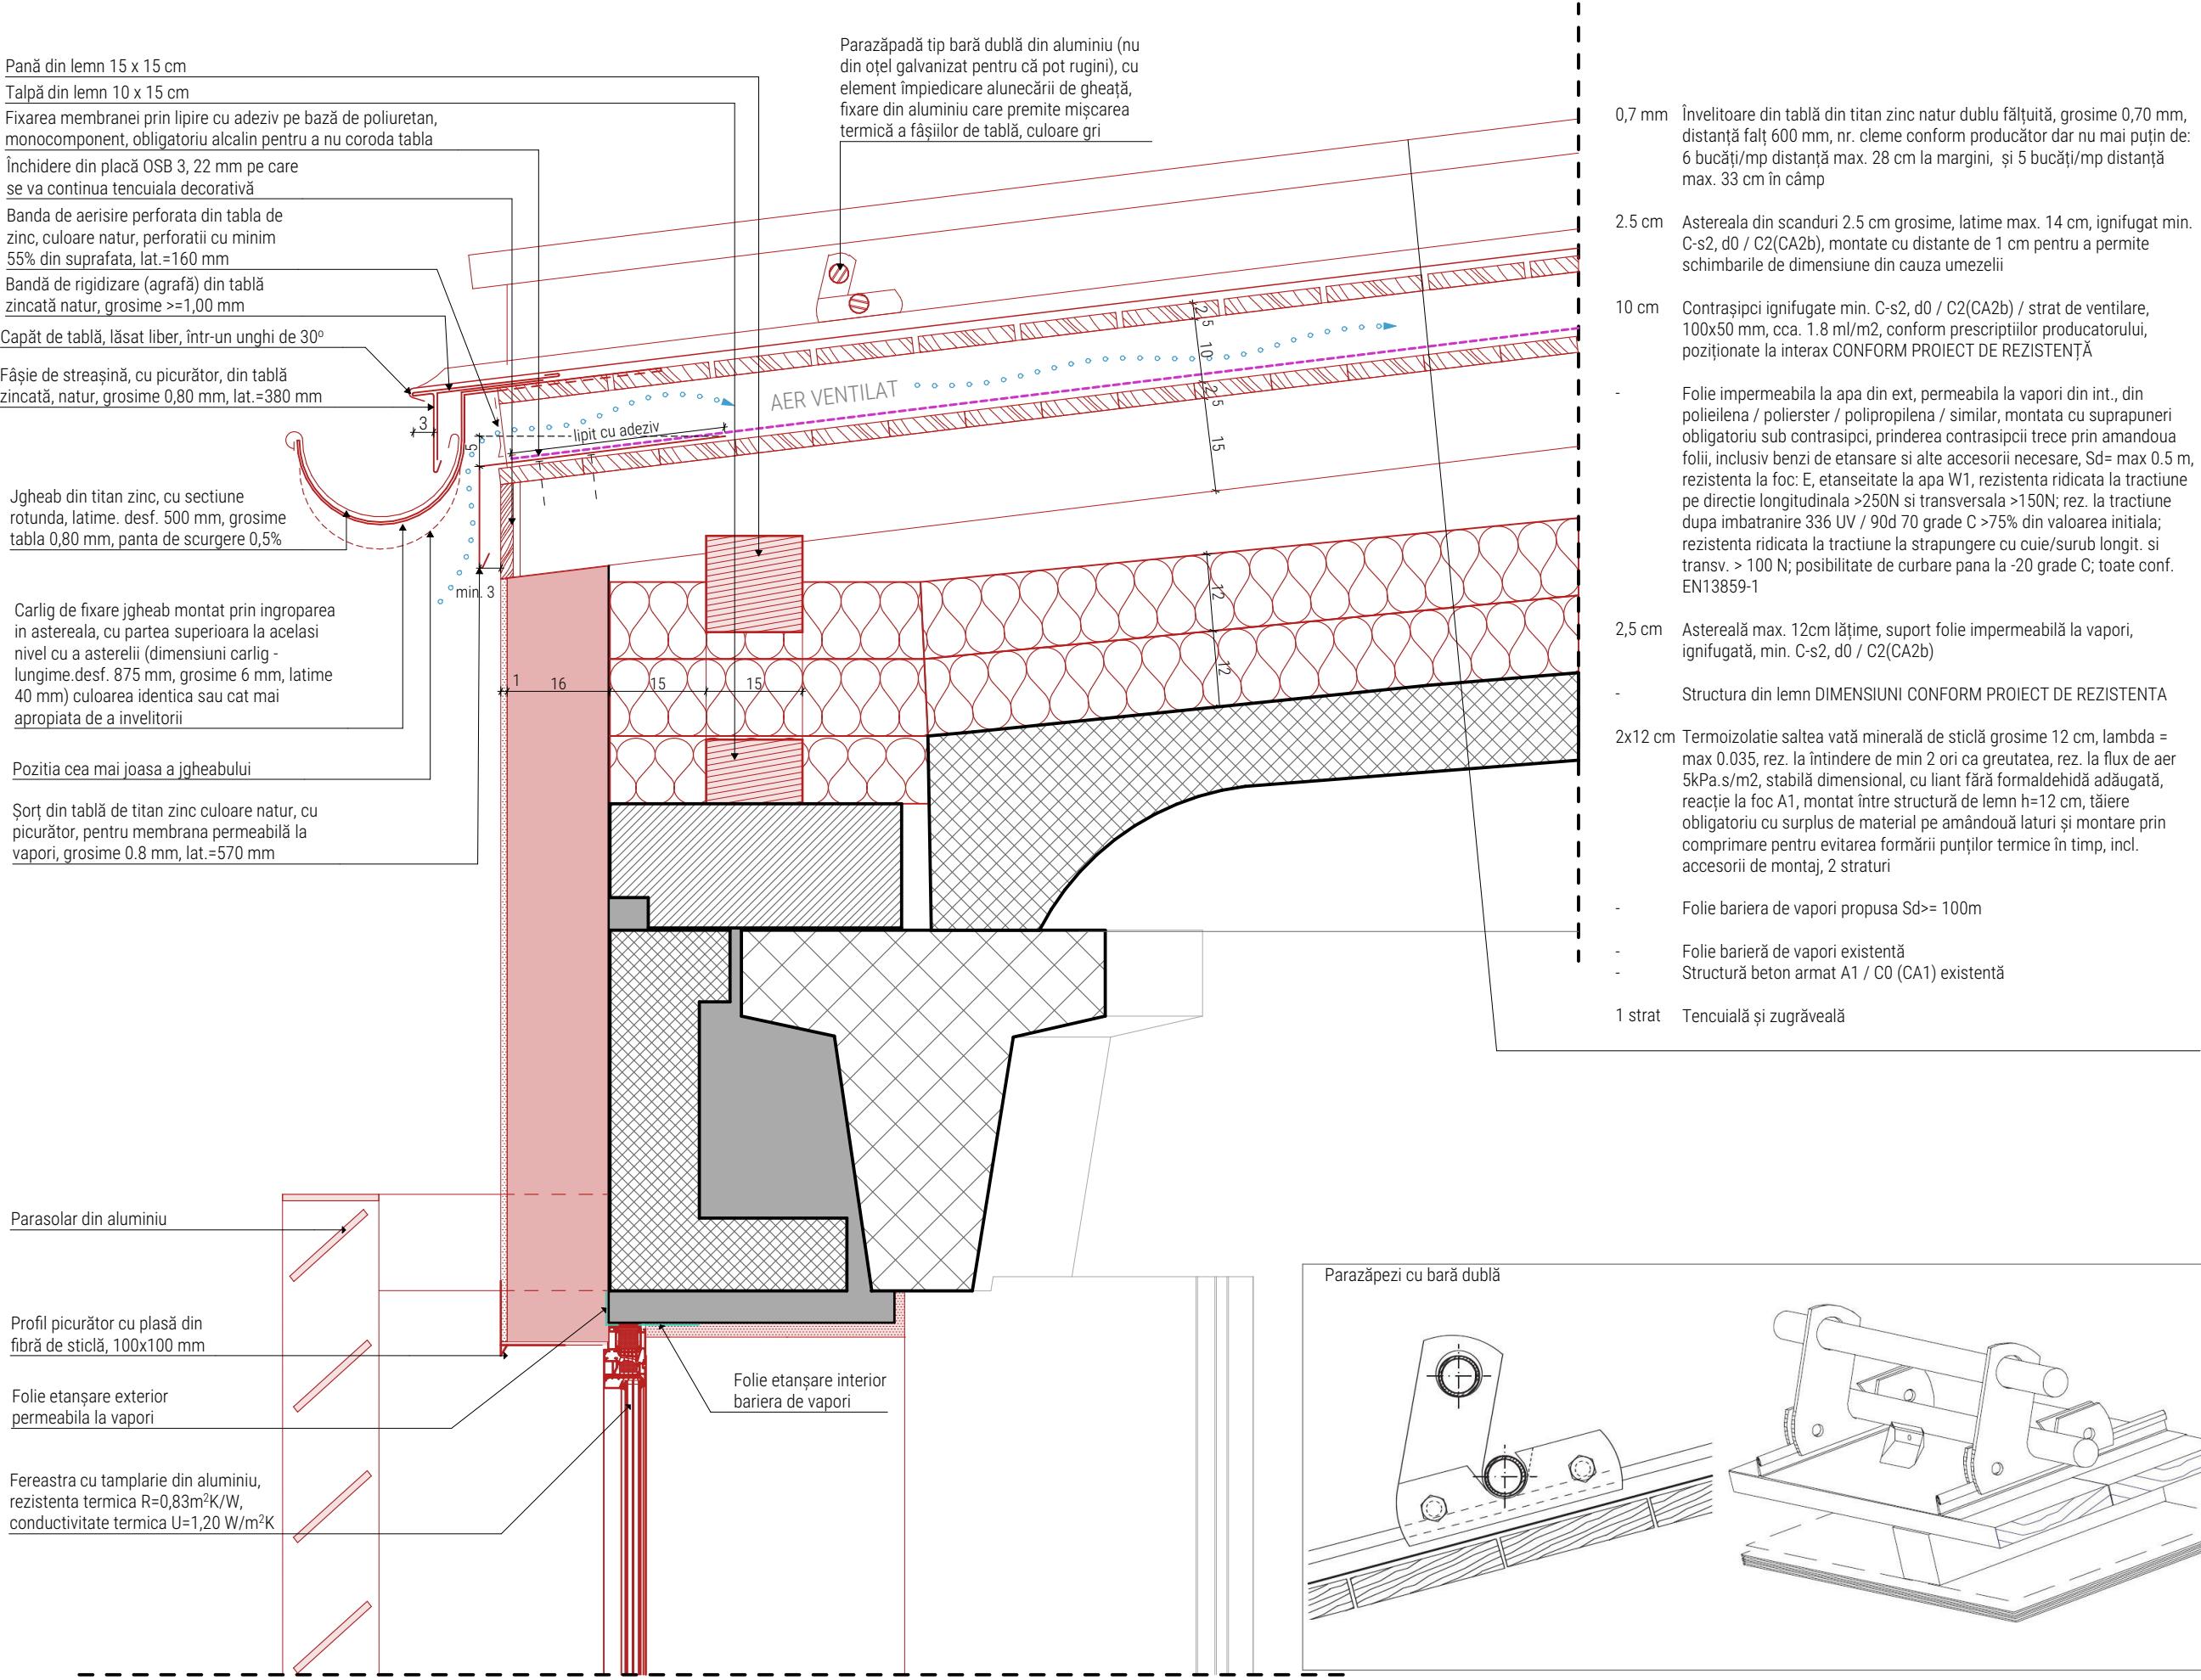 Pană din lemn 15 x 15 cm
Talpă din lemn 10 x 15 cm
Fixarea membranei prin lipire cu adeziv pe bază de poliuretan,
monocomponent, obligatoriu alcalin pentru a nu coroda tabla
Închidere din placă OSB 3, 22 mm pe care
se va continua tencuiala decorativă
Banda de aerisire perforata din tabla de
zinc, culoare natur, perforatii cu minim
55% din suprafata, lat.=160 mm
Bandă de rigidizare (agrafă) din tablă
zincată natur, grosime >=1,00 mm
Capăt de tablă, lăsat liber, într-un unghi de 30º
Fâșie de streașină, cu picurător, din tablă
zincată, natur, grosime 0,80 mm, lat.=380 mm
Jgheab din titan zinc, cu sectiune
rotunda, latime. desf. 500 mm, grosime
tabla 0,80 mm, panta de scurgere 0,5%
Carlig de fixare jgheab montat prin ingroparea
in astereala, cu partea superioara la acelasi
nivel cu a asterelii (dimensiuni carlig -
lungime.desf. 875 mm, grosime 6 mm, latime
40 mm) culoarea identica sau cat mai
apropiata de a invelitorii
Pozitia cea mai joasa a jgheabului
Șorț din tablă de titan zinc culoare natur, cu
picurător, pentru membrana permeabilă la
vapori, grosime 0.8 mm, lat.=570 mm
Parasolar din aluminiu
Profil picurător cu plasă din
fibră de sticlă, 100x100 mm
Folie etanșare exterior
permeabila la vapori
Fereastra cu tamplarie din aluminiu,
rezistenta termica R=0,83m²K/W,
conductivitate termica U=1,20 W/m²K
Parazăpadă tip bară dublă din aluminiu (nu
din oțel galvanizat pentru că pot rugini), cu
element împiedicare alunecării de gheață,
fixare din aluminiu care premite mișcarea
termică a fâșiilor de tablă, culoare gri
AER VENTILAT
lipit cu adeziv
3
5
min. 3
2,5
10
2,5
15
12
12
1
16
15
15
Folie etanșare interior
bariera de vapori
0,7 mm Învelitoare din tablă din titan zinc natur dublu fălțuită, grosime 0,70 mm,
distanță falț 600 mm, nr. cleme conform producător dar nu mai puțin de:
6 bucăți/mp distanță max. 28 cm la margini, și 5 bucăți/mp distanță
max. 33 cm în câmp
2.5 cm Astereala din scanduri 2.5 cm grosime, latime max. 14 cm, ignifugat min.
C-s2, d0 / C2(CA2b), montate cu distante de 1 cm pentru a permite
schimbarile de dimensiune din cauza umezelii
10 cm Contrașipci ignifugate min. C-s2, d0 / C2(CA2b) / strat de ventilare,
100x50 mm, cca. 1.8 ml/m2, conform prescriptiilor producatorului,
poziționate la interax CONFORM PROIECT DE REZISTENȚĂ
- Folie impermeabila la apa din ext, permeabila la vapori din int., din
polieilena / polierster / polipropilena / similar, montata cu suprapuneri
obligatoriu sub contrasipci, prinderea contrasipcii trece prin amandoua
folii, inclusiv benzi de etansare si alte accesorii necesare, Sd= max 0.5 m,
rezistenta la foc: E, etanseitate la apa W1, rezistenta ridicata la tractiune
pe directie longitudinala >250N si transversala >150N; rez. la tractiune
dupa imbatranire 336 UV / 90d 70 grade C >75% din valoarea initiala;
rezistenta ridicata la tractiune la strapungere cu cuie/surub longit. si
transv. > 100 N; posibilitate de curbare pana la -20 grade C; toate conf.
EN13859-1
2,5 cm Astereală max. 12cm lățime, suport folie impermeabilă la vapori,
ignifugată, min. C-s2, d0 / C2(CA2b)
- Structura din lemn DIMENSIUNI CONFORM PROIECT DE REZISTENTA
2x12 cm Termoizolatie saltea vată minerală de sticlă grosime 12 cm, lambda =
max 0.035, rez. la întindere de min 2 ori ca greutatea, rez. la flux de aer
5kPa.s/m2, stabilă dimensional, cu liant fără formaldehidă adăugată,
reacție la foc A1, montat între structură de lemn h=12 cm, tăiere
obligatoriu cu surplus de material pe amândouă laturi și montare prin
comprimare pentru evitarea formării punților termice în timp, incl.
accesorii de montaj, 2 straturi
- Folie bariera de vapori propusa Sd>= 100m
- Folie barieră de vapori existentă
- Structură beton armat A1 / C0 (CA1) existentă
1 strat Tencuială și zugrăveală
Parazăpezi cu bară dublă